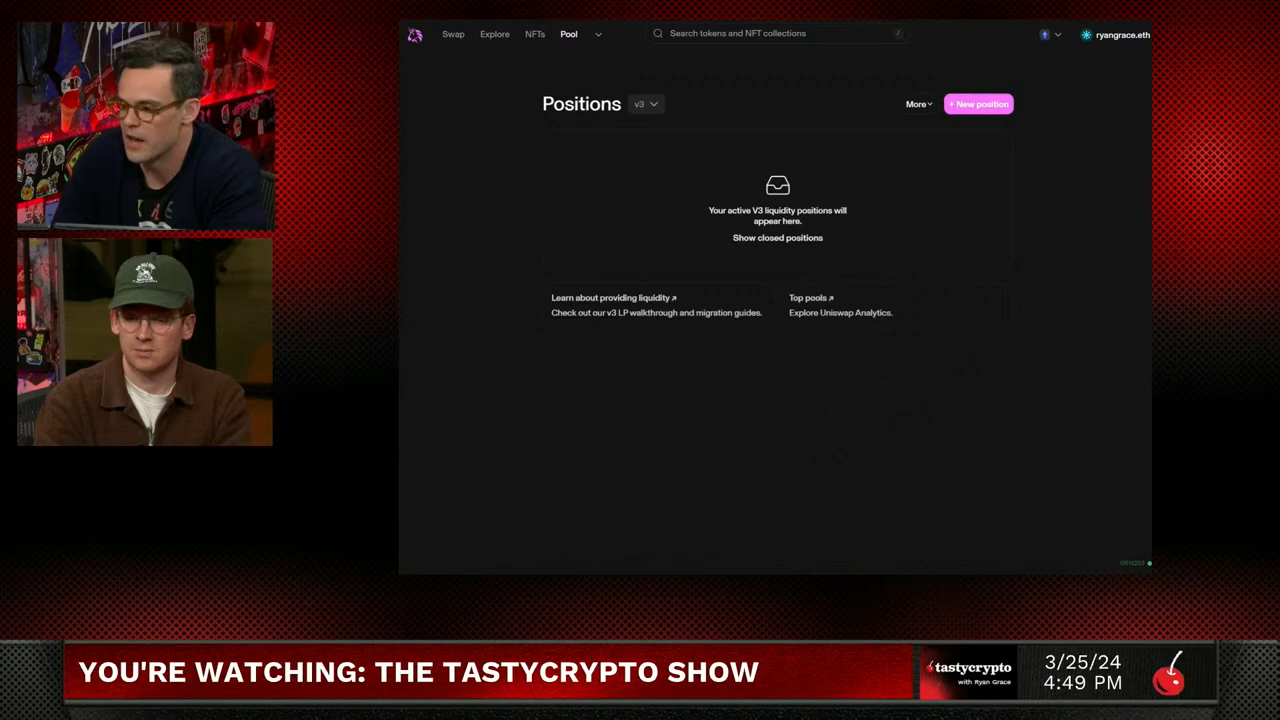 Swap
Explore
NFTs
Pool
Search tokens and NFT collections
/
ryangrace.eth
Positions
v3
More
+ New position
Your active V3 liquidity positions will
appear here.
Show closed positions
Learn about providing liquidity ↗
Check out our v3 LP walkthrough and migration guides.
Top pools ↗
Explore Uniswap Analytics.
YOU'RE WATCHING: THE TASTYCRYPTO SHOW
tastycrypto
with Ryan Grace
3/25/24
4:49 PM